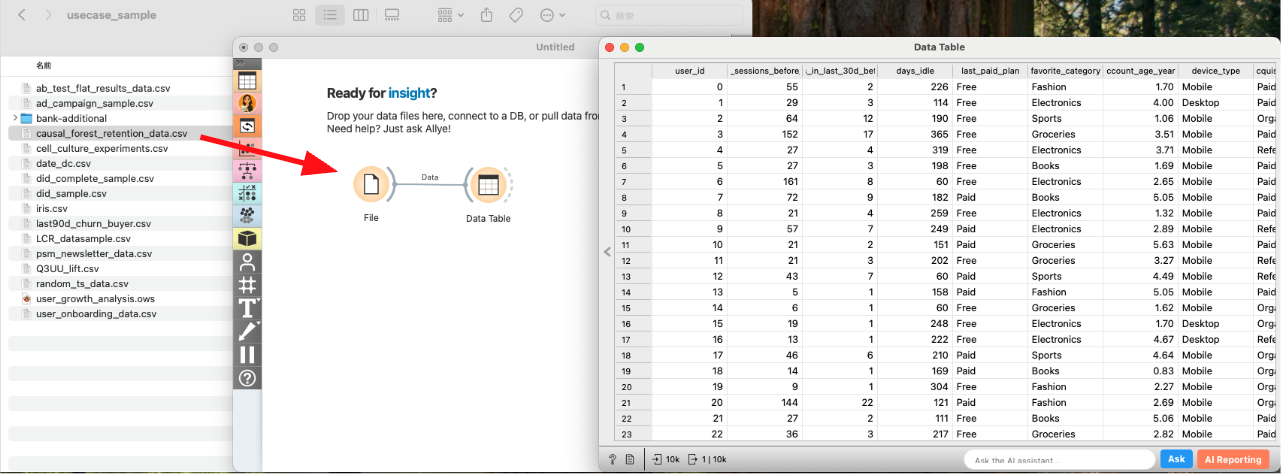 usecase_sample
検索
名前
ab_test_flat_results_data.csv
ad_campaign_sample.csv
bank-additional
causal_forest_retention_data.csv
cell_culture_experiments.csv
date_dc.csv
did_complete_sample.csv
did_sample.csv
iris.csv
last90d_churn_buyer.csv
LCR_datasample.csv
psm_newsletter_data.csv
Q3UU_lift.csv
random_ts_data.csv
user_growth_analysis.ows
user_onboarding_data.csv
Untitled
Ready for insight?
Drop your data files here, connect to a DB, or pull data from
Need help? Just ask Allye!
Data
File
Data Table
Data Table
user_id _sessions_before _in_last_30d_bef days_idle last_paid_plan favorite_category ccount_age_year device_type cqui
1 0 55 2 226 Free Fashion 1.70 Mobile Paid
2 1 29 3 114 Free Electronics 4.00 Desktop Paid
3 2 64 12 190 Free Sports 1.06 Mobile Orga
4 3 152 17 365 Free Groceries 3.51 Mobile Paid
5 4 27 4 319 Free Electronics 3.71 Mobile Refe
6 5 27 3 198 Free Books 1.69 Mobile Paid
7 6 161 8 60 Free Electronics 2.65 Mobile Paid
8 7 72 9 182 Paid Books 5.05 Mobile Paid
9 8 21 4 259 Free Electronics 1.32 Mobile Paid
10 9 57 7 249 Paid Electronics 2.89 Mobile Refe
11 10 21 2 151 Paid Groceries 5.63 Mobile Paid
12 11 21 3 202 Free Groceries 3.27 Mobile Refe
13 12 43 7 60 Paid Sports 4.49 Mobile Refe
14 13 5 1 158 Paid Fashion 5.05 Mobile Paid
15 14 6 1 60 Free Groceries 1.62 Mobile Orga
16 15 19 1 248 Free Electronics 1.70 Desktop Orga
17 16 13 1 222 Free Electronics 4.67 Desktop Refe
18 17 46 6 210 Paid Sports 4.64 Mobile Orga
19 18 14 1 169 Paid Books 0.83 Mobile Orga
20 19 9 1 304 Free Fashion 2.27 Mobile Orga
21 20 144 22 121 Paid Fashion 2.69 Mobile Orga
22 21 27 2 111 Free Books 5.06 Mobile Paid
23 22 36 3 217 Free Groceries 2.82 Mobile Paid
10k 1 | 10k Ask the AI assistant... Ask AI Reporting